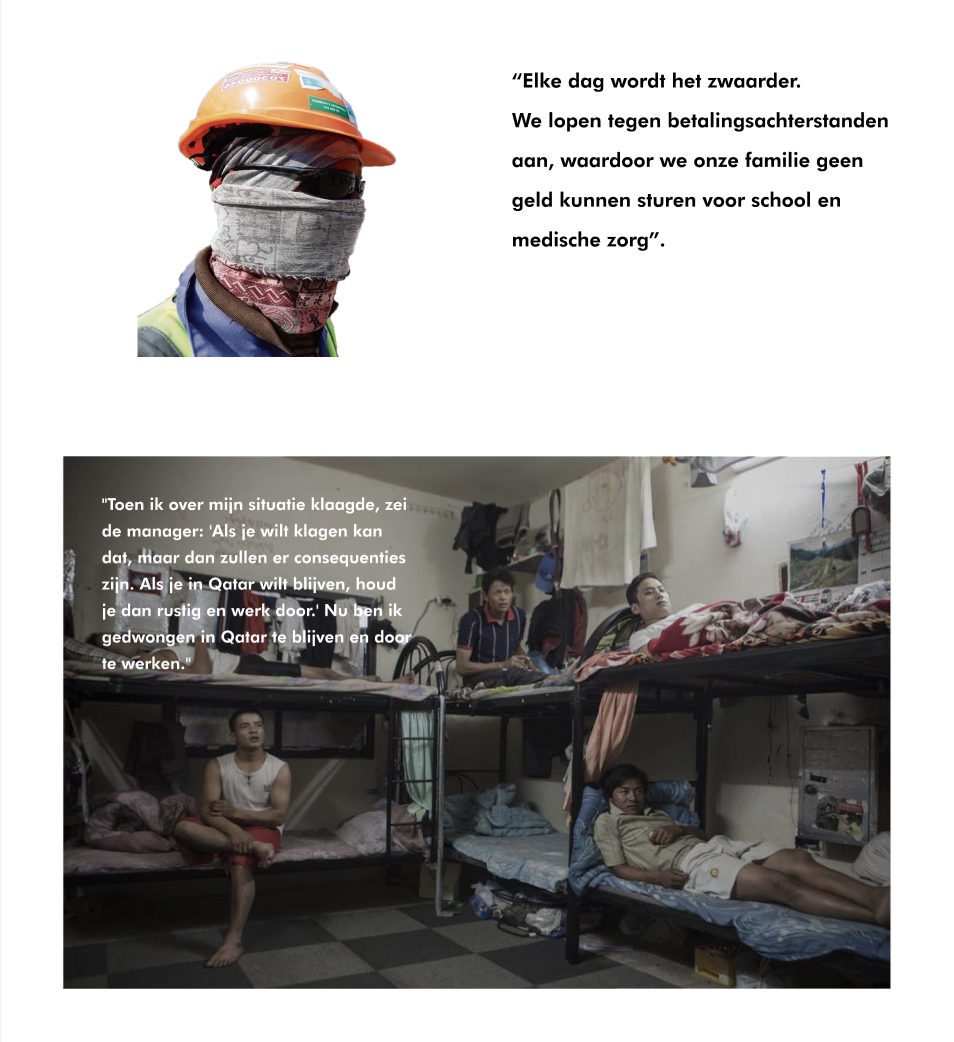 “Elke dag wordt het zwaarder.
We lopen tegen betalingsachterstanden
aan, waardoor we onze familie geen
geld kunnen sturen voor school en
medische zorg”.
"Toen ik over mijn situatie klaagde, zei
de manager: 'Als je wilt klagen kan
dat, maar dan zullen er consequenties
zijn. Als je in Qatar wilt blijven, houd
je dan rustig en werk door.' Nu ben ik
gedwongen in Qatar te blijven en door
te werken."